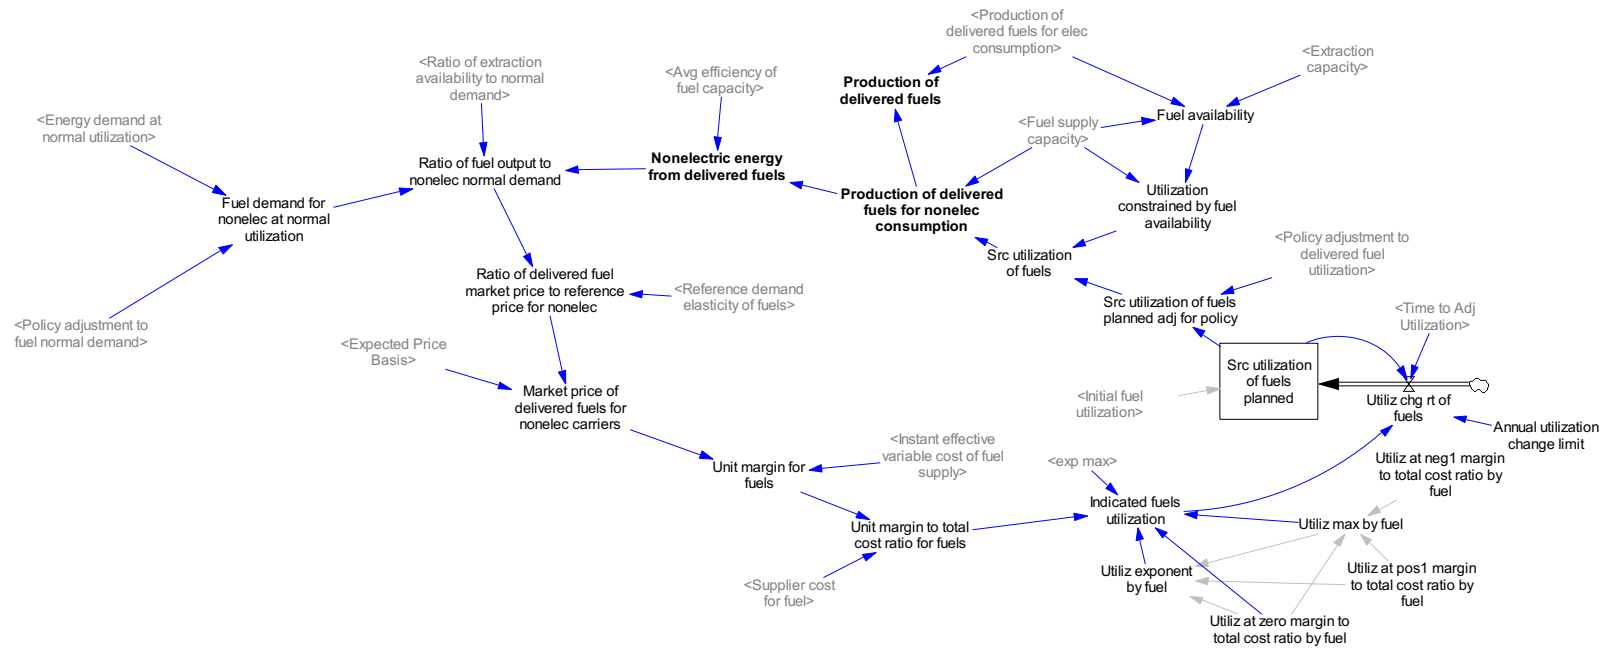 <Production of
delivered fuels for elec
consumption>
<Extraction
capacity>
<Ratio of extraction
availability to normal
demand>
<Avg efficiency of
fuel capacity>
Production of
delivered fuels
Fuel availability
<Energy demand at
normal utilization>
<Fuel supply
capacity>
Ratio of fuel output to
nonelec normal demand
Nonelectric energy
from delivered fuels
Production of delivered
fuels for nonelec
consumption
Utilization
constrained by fuel
availability
Fuel demand for
nonelec at normal
utilization
<Policy adjustment to
delivered fuel
utilization>
Src utilization
of fuels
Ratio of delivered fuel
market price to reference
price for nonelec
<Reference demand
elasticity of fuels>
Src utilization of fuels
planned adj for policy
<Time to Adj
Utilization>
<Policy adjustment to
fuel normal demand>
<Expected Price
Basis>
Src utilization
of fuels
planned
<Initial fuel
utilization>
Utiliz chg rt of
fuels
Market price of
delivered fuels for
nonelec carriers
Annual utilization
change limit
<Instant effective
variable cost of fuel
supply>
<exp max>
Utiliz at neg1 margin
to total cost ratio by
fuel
Unit margin for
fuels
Indicated fuels
utilization
Utiliz max by fuel
Unit margin to total
cost ratio for fuels
Utiliz exponent
by fuel
Utiliz at pos1 margin
to total cost ratio by
fuel
<Supplier cost
for fuel>
Utiliz at zero margin to
total cost ratio by fuel